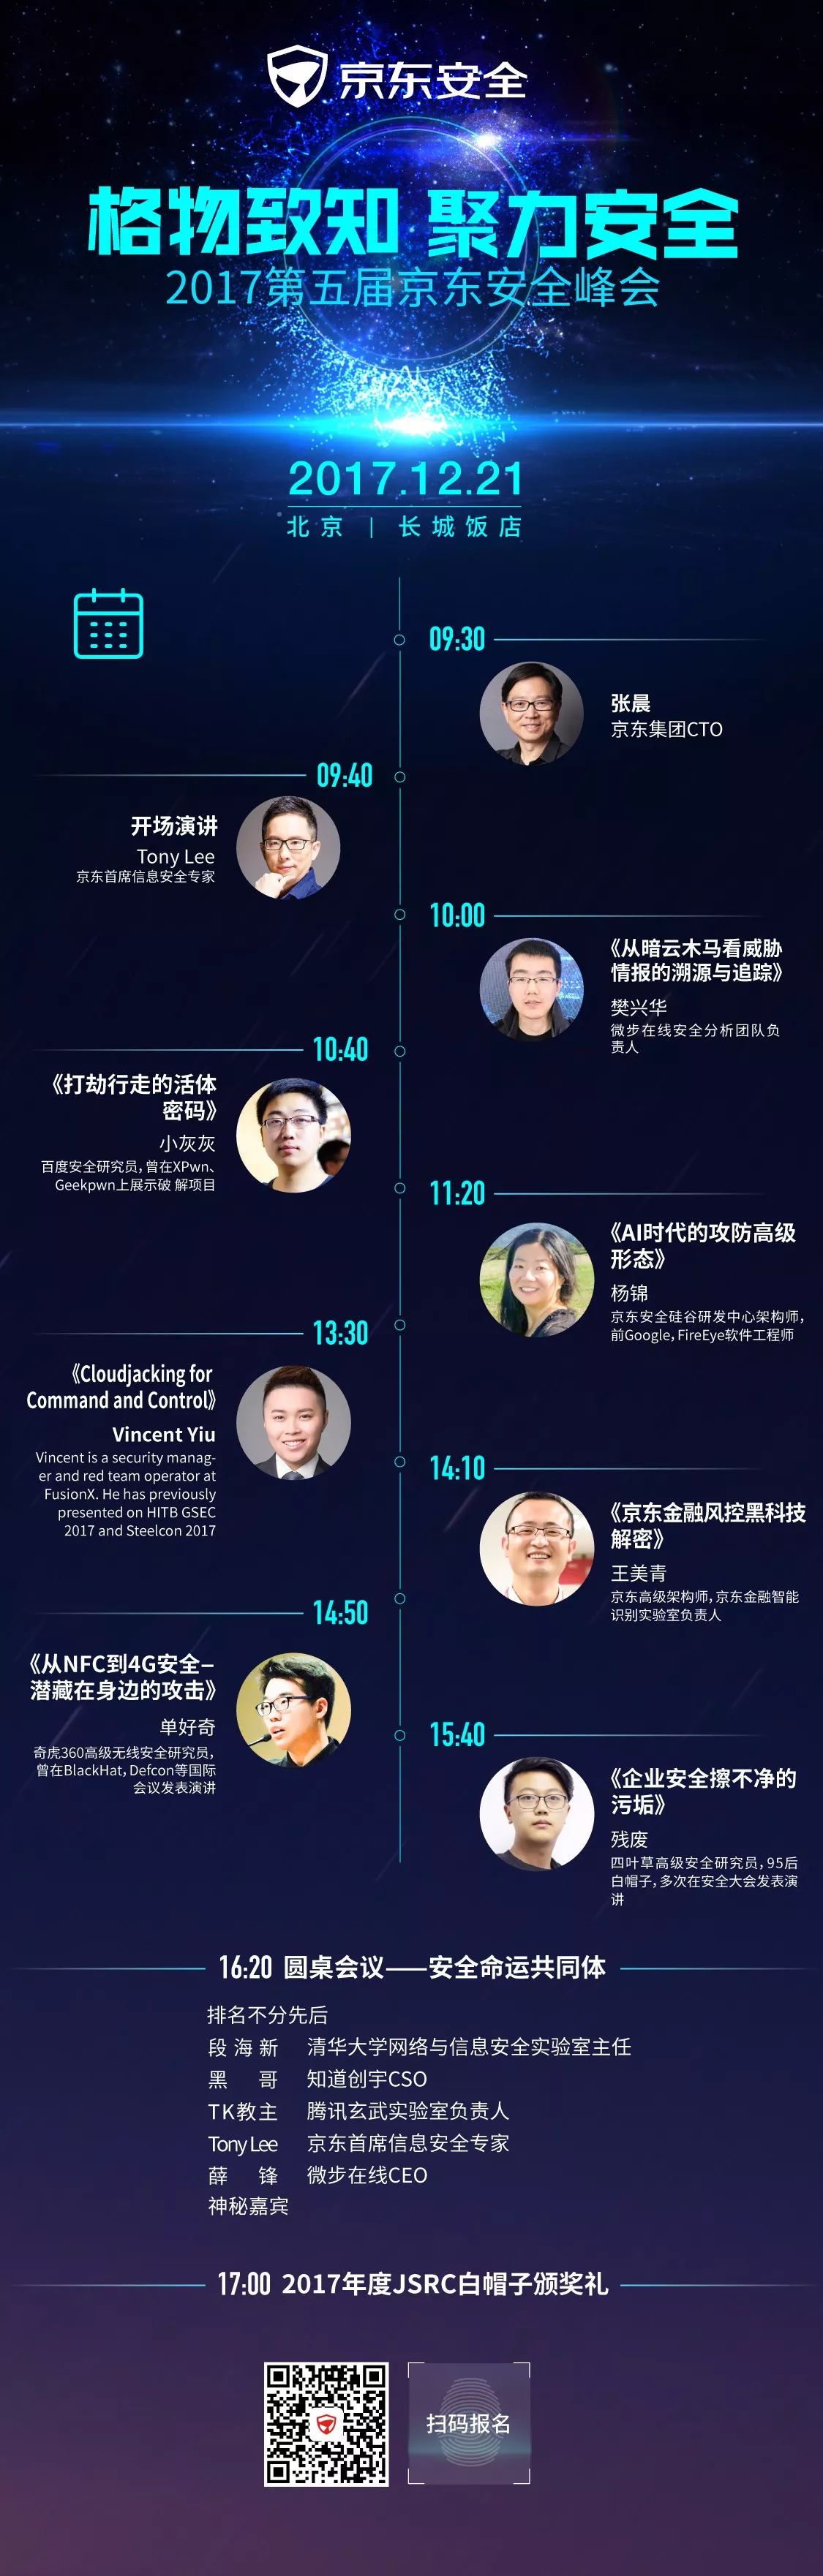 京东安全
格物致知 聚力安全
2017第五届京东安全峰会
2017.12.21
北京 | 长城饭店
09:30
张晨
京东集团CTO
09:40
开场演讲
Tony Lee
京东首席信息安全专家
10:00
《从暗云木马看威胁
情报的溯源与追踪》
樊兴华
微步在线安全分析团队负
责人
10:40
《打劫行走的活体
密码》
小灰灰
百度安全研究员,曾在XPwn、
Geekpwn上展示破 解项目
11:20
《AI时代的攻防高级
形态》
杨锦
京东安全硅谷研发中心架构师,
前Google, FireEye软件工程师
13:30
《Cloudjacking for
Command and Control》
Vincent Yiu
Vincent is a security manag-
er and red team operator at
FusionX. He has previously
presented on HITB GSEC
2017 and Steelcon 2017
14:10
《京东金融风控黑科技
解密》
王美青
京东高级架构师,京东金融智能
识别实验室负责人
14:50
《从NFC到4G安全–
潜藏在身边的攻击》
单好奇
奇虎360高级无线安全研究员,
曾在BlackHat, Defcon等国际
会议发表演讲
15:40
《企业安全擦不净的
污垢》
残废
四叶草高级安全研究员,95后
白帽子,多次在安全大会发表演
讲
16:20 圆桌会议——安全命运共同体
排名不分先后
段海新 清华大学网络与信息安全实验室主任
黑哥 知道创宇CSO
TK教主 腾讯玄武实验室负责人
Tony Lee 京东首席信息安全专家
薛锋 微步在线CEO
神秘嘉宾
17:00 2017年度JSRC白帽子颁奖礼
扫码报名